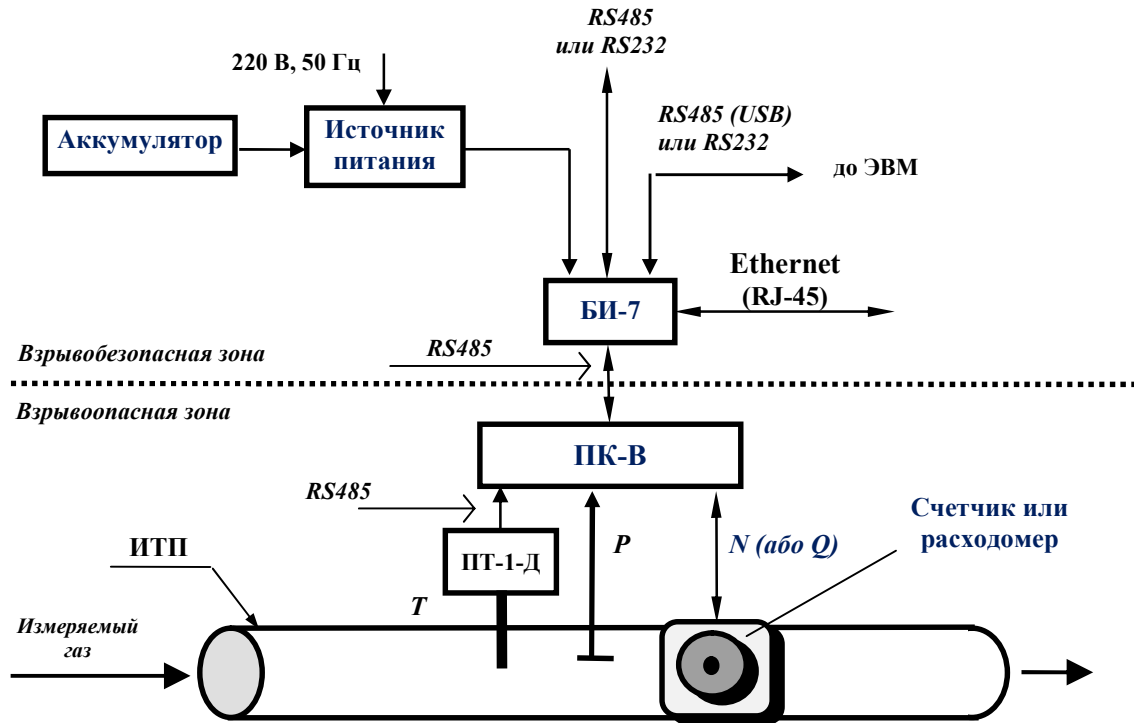 RS485
или RS232
220 В, 50 Гц
RS485 (USB)
или RS232
Аккумулятор
Источник
питания
до ЭВМ
Ethernet
(RJ-45)
БИ-7
RS485
Взрывобезопасная зона
Взрывоопасная зона
ПК-В
RS485
Счетчик или
расходомер
ИТП
ПТ-1-Д
P
N (або Q)
T
Измеряемый
газ